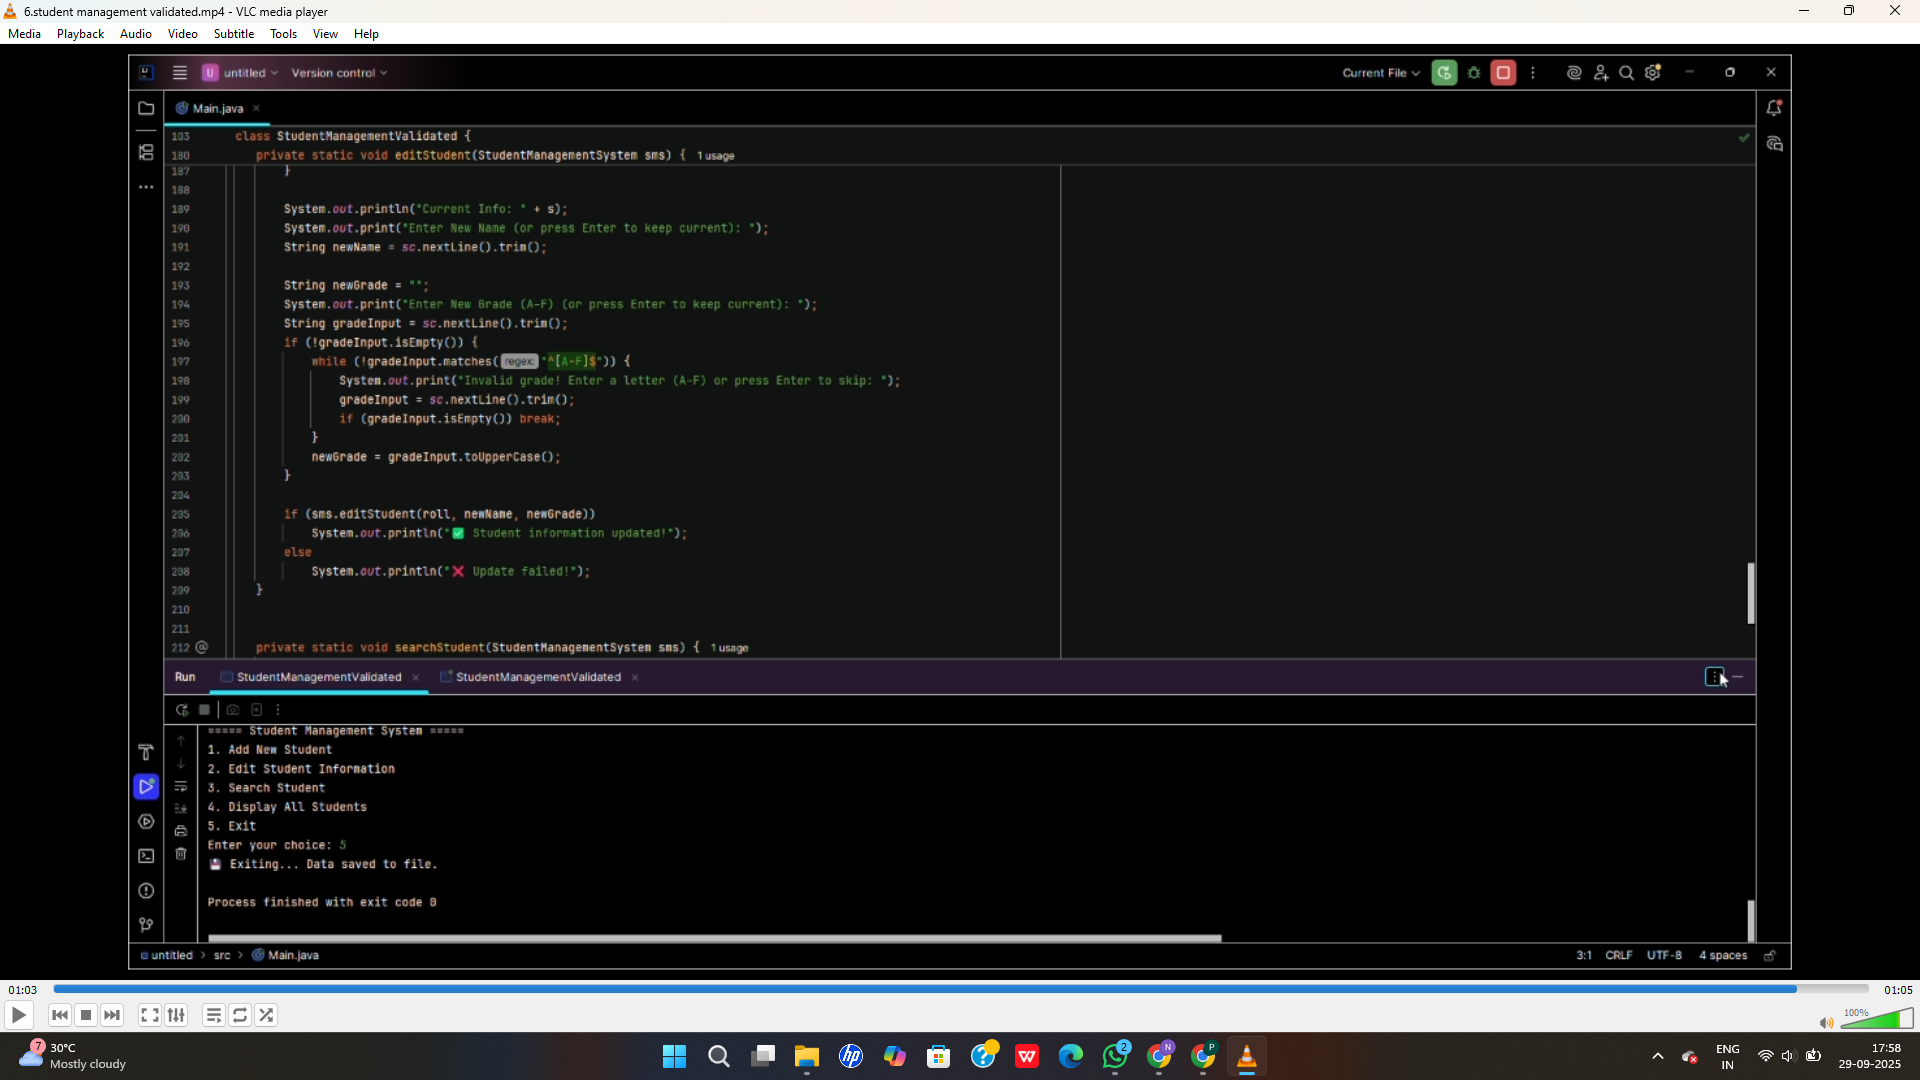 6.student management validated.mp4 - VLC media player
Media Playback Audio Video Subtitle Tools View Help
U untitled Version control Current File
Main.java
103 class StudentManagementValidated {
180 private static void editStudent(StudentManagementSystem sms) { 1 usage
187 }
188
189 System.out.println("Current Info: " + s);
190 System.out.print("Enter New Name (or press Enter to keep current): ");
191 String newName = sc.nextLine().trim();
192
193 String newGrade = "";
194 System.out.print("Enter New Grade (A-F) (or press Enter to keep current): ");
195 String gradeInput = sc.nextLine().trim();
196 if (!gradeInput.isEmpty()) {
197 while (!gradeInput.matches( regex: "^[A-F]$")) {
198 System.out.print("Invalid grade! Enter a letter (A-F) or press Enter to skip: ");
199 gradeInput = sc.nextLine().trim();
200 if (gradeInput.isEmpty()) break;
201 }
202 newGrade = gradeInput.toUpperCase();
203 }
204
205 if (sms.editStudent(roll, newName, newGrade))
206 System.out.println("✅ Student information updated!");
207 else
208 System.out.println("❌ Update failed!");
209 }
210
211
212 @ private static void searchStudent(StudentManagementSystem sms) { 1 usage
Run StudentManagementValidated StudentManagementValidated
===== Student Management System =====
1. Add New Student
2. Edit Student Information
3. Search Student
4. Display All Students
5. Exit
Enter your choice: 5
💾 Exiting... Data saved to file.
Process finished with exit code 0
untitled > src > Main.java 3:1 CRLF UTF-8 4 spaces
01:03 01:05
100%
7 30°C
Mostly cloudy
W 2 N P
ENG
IN
17:58
29-09-2025